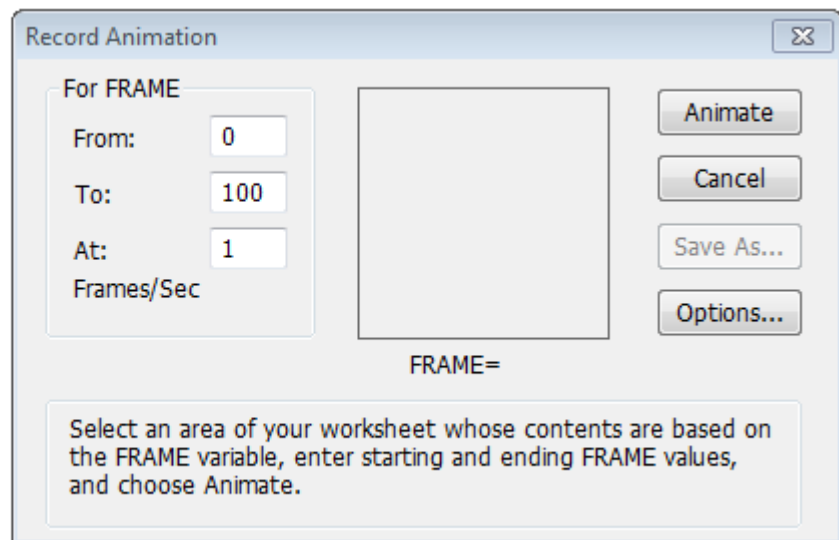 Record Animation
For FRAME
From: 0
To: 100
At: 1
Frames/Sec
FRAME=
Animate
Cancel
Save As...
Options...
Select an area of your worksheet whose contents are based on
the FRAME variable, enter starting and ending FRAME values,
and choose Animate.